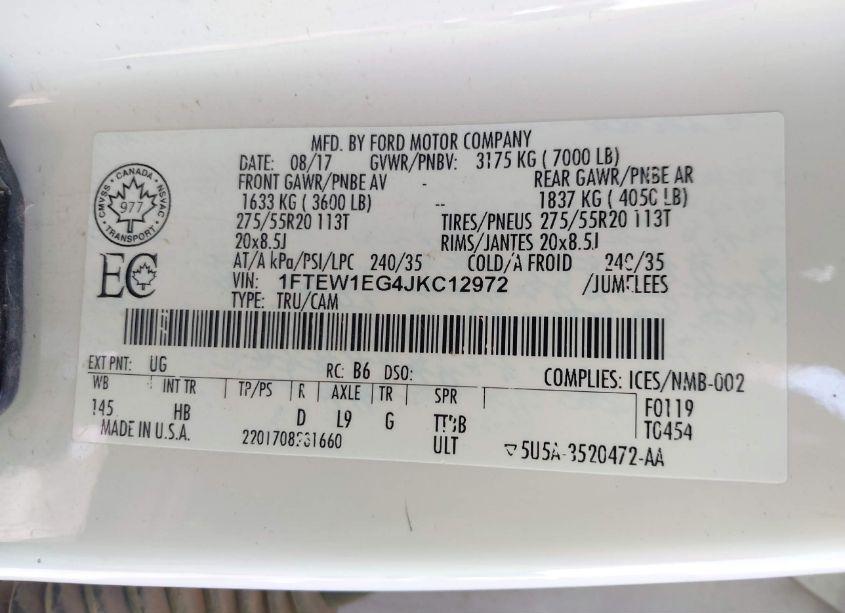 MFD. BY FORD MOTOR COMPANY
DATE: 08/17 GVWR/PNBV: 3175 KG ( 7000 LB)
FRONT GAWR/PNBE AV - REAR GAWR/PNBE AR
1633 KG ( 3600 LB) -- 1837 KG ( 4050 LB)
275/55R20 113T TIRES/PNEUS 275/55R20 113T
20x8.5J RIMS/JANTES 20x8.5J
AT/A kPa/PSI/LPC 240/35 COLD/A FROID 240/35
VIN: 1FTEW1EG4JKC12972 /JUMELEES
TYPE: TRU/CAM
CANADA
CMVSS NSVAC
977
TRANSPORT
EC
EXT PNT: UG RC: B6 DSO: COMPLIES: ICES/NMB-002
WB INT TR TP/PS R AXLE TR SPR F0119
145 HB D L9 G T0454
MADE IN U.S.A. ULT ▽5U5A-3520472-AA